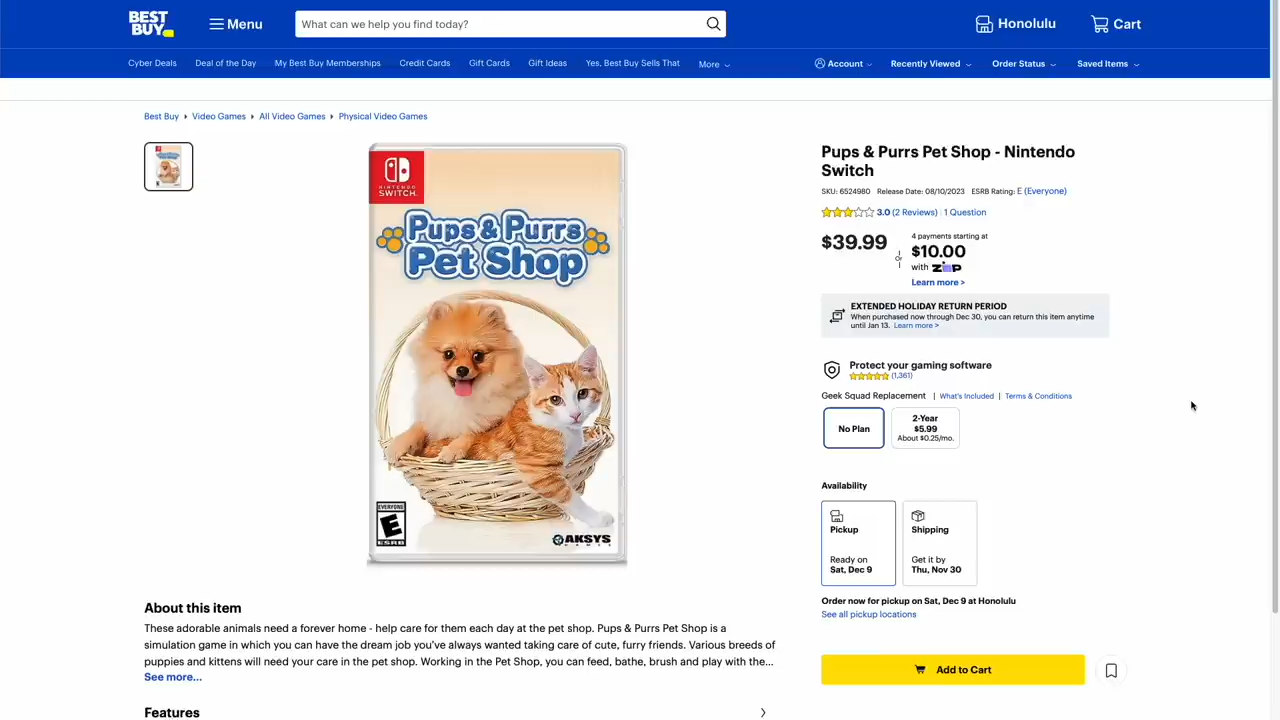 BEST
BUY
Menu
What can we help you find today?
Honolulu
Cart
Cyber Deals
Deal of the Day
My Best Buy Memberships
Credit Cards
Gift Cards
Gift Ideas
Yes, Best Buy Sells That
More
Account
Recently Viewed
Order Status
Saved Items
Best Buy
Video Games
All Video Games
Physical Video Games
NINTENDO
SWITCH
Pups & Purrs
Pet Shop
EVERYONE
E
ESRB
AKSYS
GAMES
Pups & Purrs Pet Shop - Nintendo
Switch
SKU: 6524980 Release Date: 08/10/2023 ESRB Rating: E (Everyone)
3.0 (2 Reviews) | 1 Question
$39.99
or
4 payments starting at
$10.00
with ZIP
Learn more >
EXTENDED HOLIDAY RETURN PERIOD
When purchased now through Dec 30, you can return this item anytime
until Jan 13. Learn more >
Protect your gaming software
(1,361)
Geek Squad Replacement | What's Included | Terms & Conditions
No Plan
2-Year
$5.99
About $0.25/mo.
Availability
Pickup
Ready on
Sat, Dec 9
Shipping
Get it by
Thu, Nov 30
Order now for pickup on Sat, Dec 9 at Honolulu
See all pickup locations
Add to Cart
About this item
These adorable animals need a forever home - help care for them each day at the pet shop. Pups & Purrs Pet Shop is a
simulation game in which you can have the dream job you've always wanted taking care of cute, furry friends. Various breeds of
puppies and kittens will need your care in the pet shop. Working in the Pet Shop, you can feed, bathe, brush and play with the...
See more...
Features